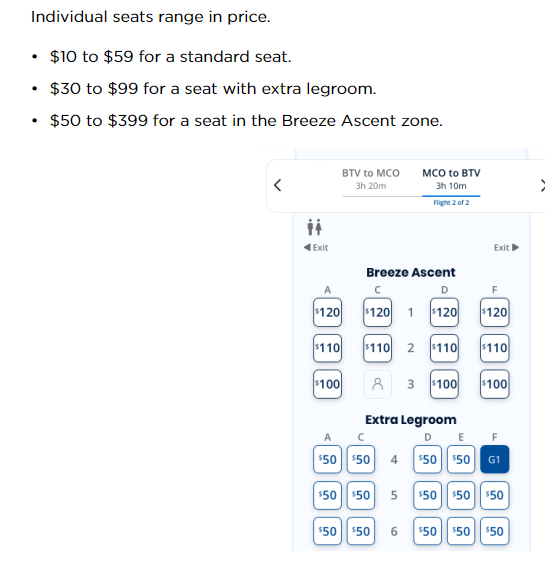 Individual seats range in price.
• $10 to $59 for a standard seat.
• $30 to $99 for a seat with extra legroom.
• $50 to $399 for a seat in the Breeze Ascent zone.
BTV to MCO MCO to BTV
3h 20m 3h 10m
Flight 2 of 2
Exit Exit
Breeze Ascent
A C D F
$120 $120 1 $120 $120
$110 $110 2 $110 $110
$100 3 $100 $100
Extra Legroom
A C D E F
$50 $50 4 $50 $50 G1
$50 $50 5 $50 $50 $50
$50 $50 6 $50 $50 $50